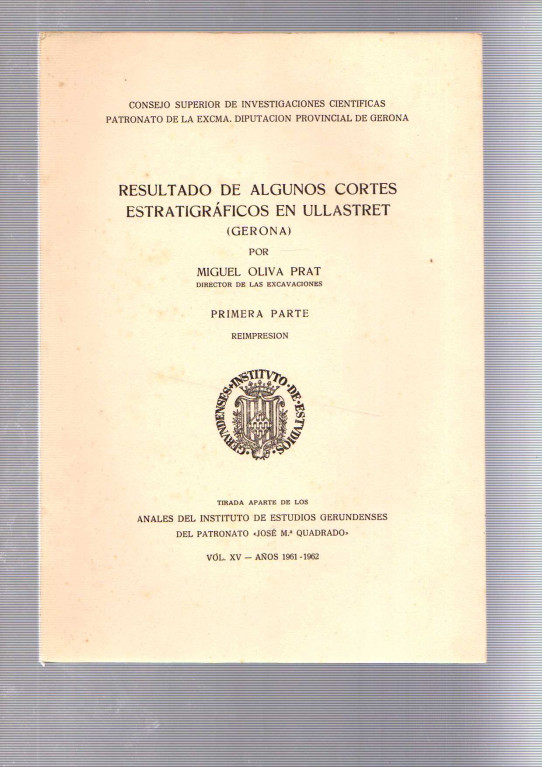 CONSEJO SUPERIOR DE INVESTIGACIONES CIENTIFICAS
PATRONATO DE LA EXCMA. DIPUTACION PROVINCIAL DE GERONA
RESULTADO DE ALGUNOS CORTES
ESTRATIGRÁFICOS EN ULLASTRET
(GERONA)
POR
MIGUEL OLIVA PRAT
DIRECTOR DE LAS EXCAVACIONES
PRIMERA PARTE
REIMPRESION
INSTITVTO·DE·ESTVDIOS·GERVNDENSES
TIRADA APARTE DE LOS
ANALES DEL INSTITUTO DE ESTUDIOS GERUNDENSES
DEL PATRONATO «JOSÉ M.ª QUADRADO»
VOL. XV — AÑOS 1961-1962